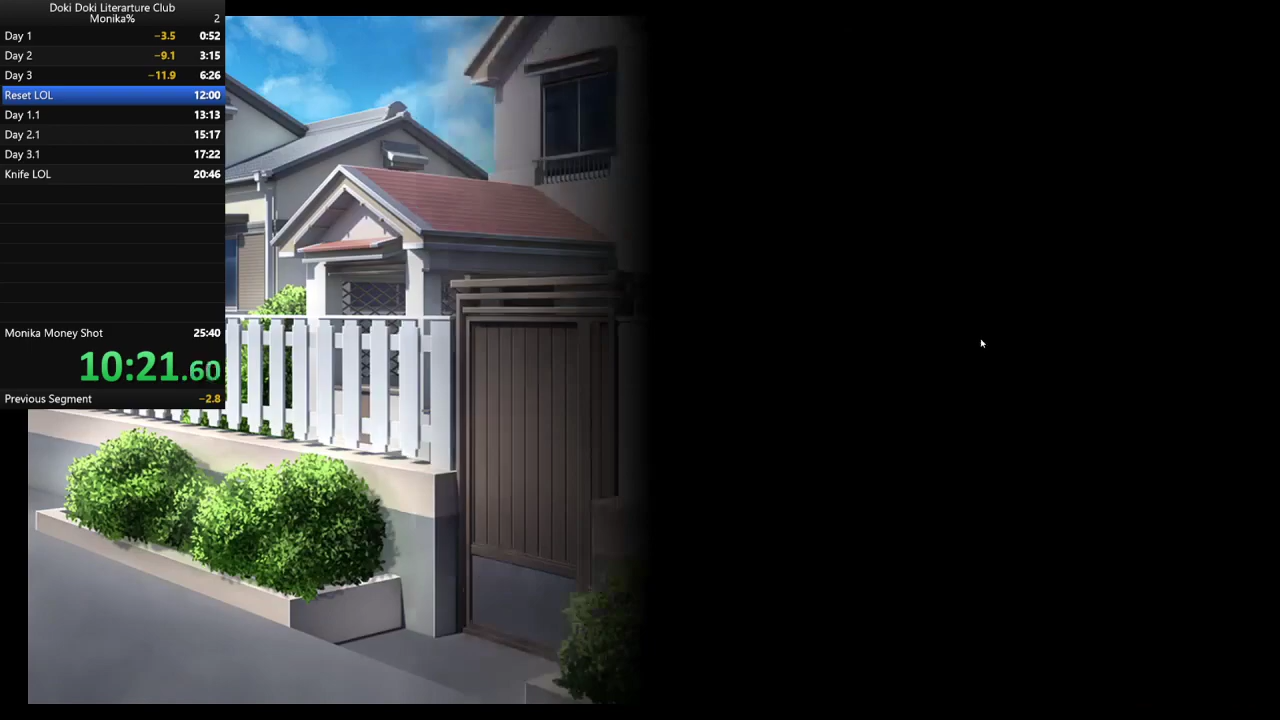 Doki Doki Literarture Club
Monika% 2
Day 1 −3.5 0:52
Day 2 −9.1 3:15
Day 3 −11.9 6:26
Reset LOL 12:00
Day 1.1 13:13
Day 2.1 15:17
Day 3.1 17:22
Knife LOL 20:46
Monika Money Shot 25:40
10:21.60
Previous Segment −2.8